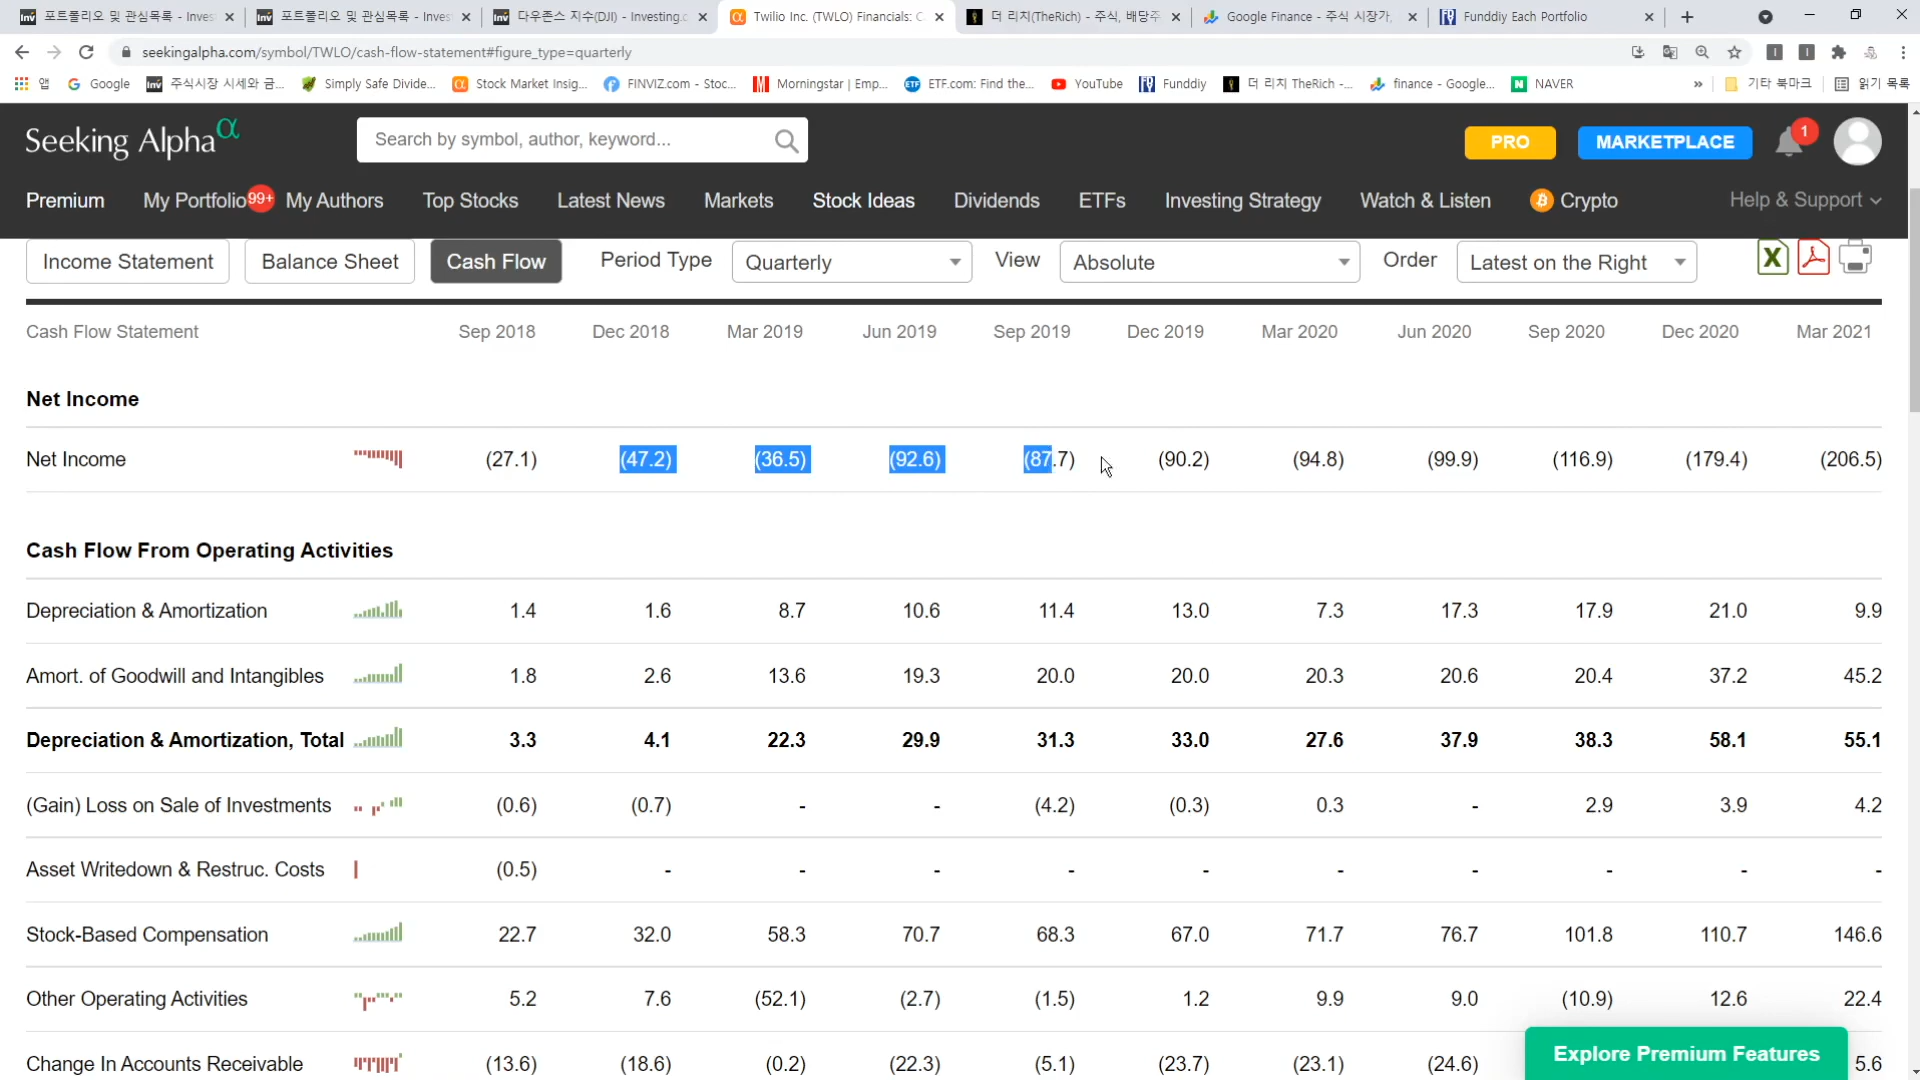 포트폴리오 및 관심목록 - Inves
포트폴리오 및 관심목록 - Inves
다우존스 지수(DJI) - Investing.c
Twilio Inc. (TWLO) Financials: C
더 리치(TheRich) - 주식, 배당주
Google Finance - 주식 시장가,
Funddiy Each Portfolio
seekingalpha.com/symbol/TWLO/cash-flow-statement#figure_type=quarterly
앱 Google 주식시장 시세와 금... Simply Safe Divide... Stock Market Insig... FINVIZ.com - Stoc... Morningstar | Emp... ETF.com: Find the... YouTube Funddiy 더 리치 TheRich -... finance - Google... NAVER » 기타 북마크 읽기 목록
Seeking Alpha α
Search by symbol, author, keyword...
PRO MARKETPLACE 1
Premium My Portfolio 99+ My Authors Top Stocks Latest News Markets Stock Ideas Dividends ETFs Investing Strategy Watch & Listen Crypto Help & Support
Income Statement Balance Sheet Cash Flow Period Type Quarterly View Absolute Order Latest on the Right
Cash Flow Statement Sep 2018 Dec 2018 Mar 2019 Jun 2019 Sep 2019 Dec 2019 Mar 2020 Jun 2020 Sep 2020 Dec 2020 Mar 2021
Net Income
Net Income (27.1) (47.2) (36.5) (92.6) (87.7) (90.2) (94.8) (99.9) (116.9) (179.4) (206.5)
Cash Flow From Operating Activities
Depreciation & Amortization 1.4 1.6 8.7 10.6 11.4 13.0 7.3 17.3 17.9 21.0 9.9
Amort. of Goodwill and Intangibles 1.8 2.6 13.6 19.3 20.0 20.0 20.3 20.6 20.4 37.2 45.2
Depreciation & Amortization, Total 3.3 4.1 22.3 29.9 31.3 33.0 27.6 37.9 38.3 58.1 55.1
(Gain) Loss on Sale of Investments (0.6) (0.7) - - (4.2) (0.3) 0.3 - 2.9 3.9 4.2
Asset Writedown & Restruc. Costs (0.5) - - - - - - - - - -
Stock-Based Compensation 22.7 32.0 58.3 70.7 68.3 67.0 71.7 76.7 101.8 110.7 146.6
Other Operating Activities 5.2 7.6 (52.1) (2.7) (1.5) 1.2 9.9 9.0 (10.9) 12.6 22.4
Change In Accounts Receivable (13.6) (18.6) (0.2) (22.3) (5.1) (23.7) (23.1) (24.6) 5.6
Explore Premium Features